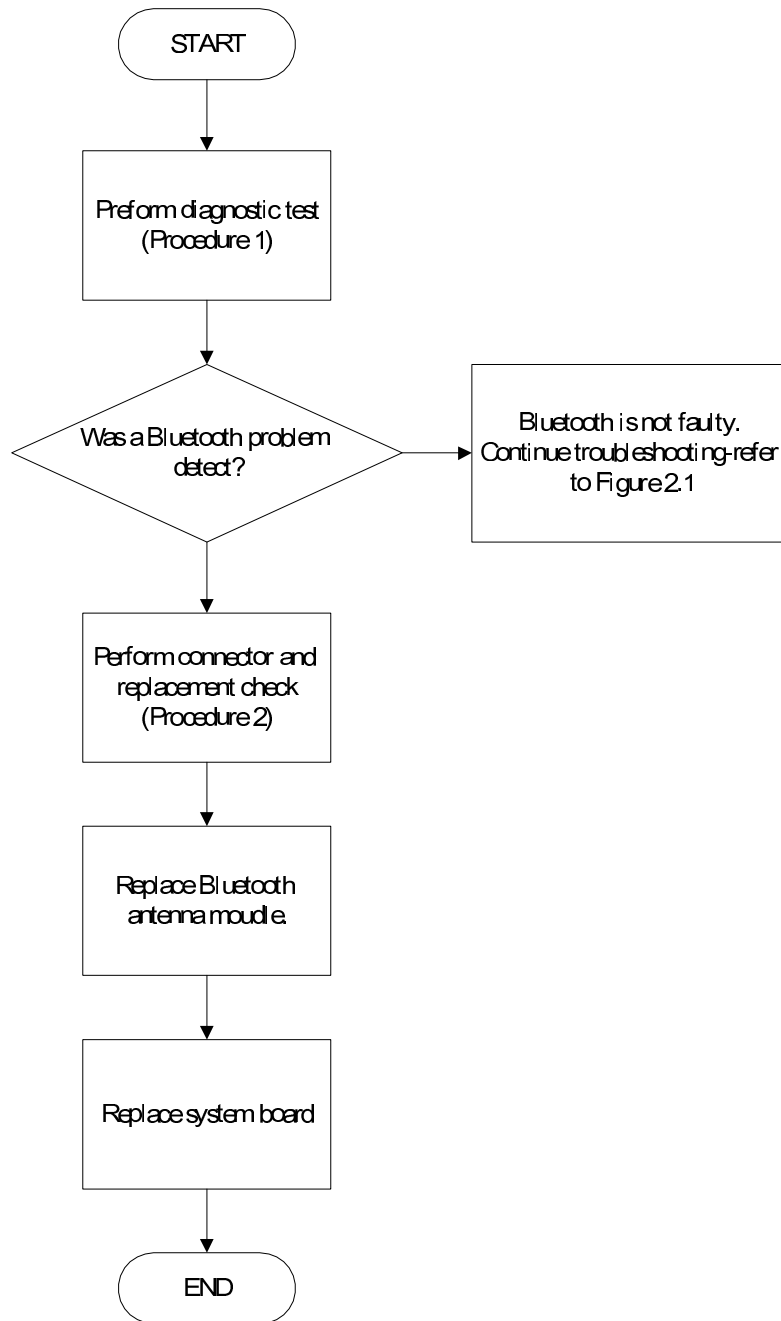 START
Preform diagnostic test
(Procedure 1)
Was a Bluetooth problem
detect?
Bluetooth is not faulty.
Continue troubleshooting-refer
to Figure 2.1
Perform connector and
replacement check
(Procedure 2)
Replace Bluetooth
antenna moudle.
Replace system board
END